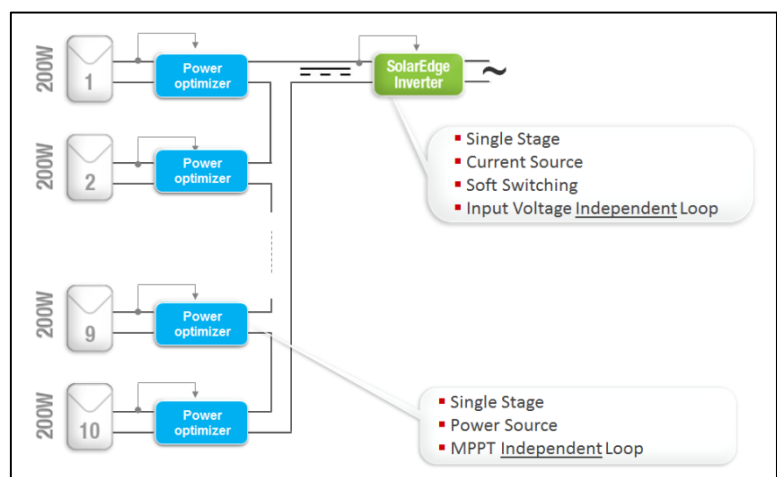 200W
1
Power
optimizer
SolarEdge
Inverter
~
200W
2
Power
optimizer
▪ Single Stage
▪ Current Source
▪ Soft Switching
▪ Input Voltage Independent Loop
200W
9
Power
optimizer
200W
10
Power
optimizer
▪ Single Stage
▪ Power Source
▪ MPPT Independent Loop